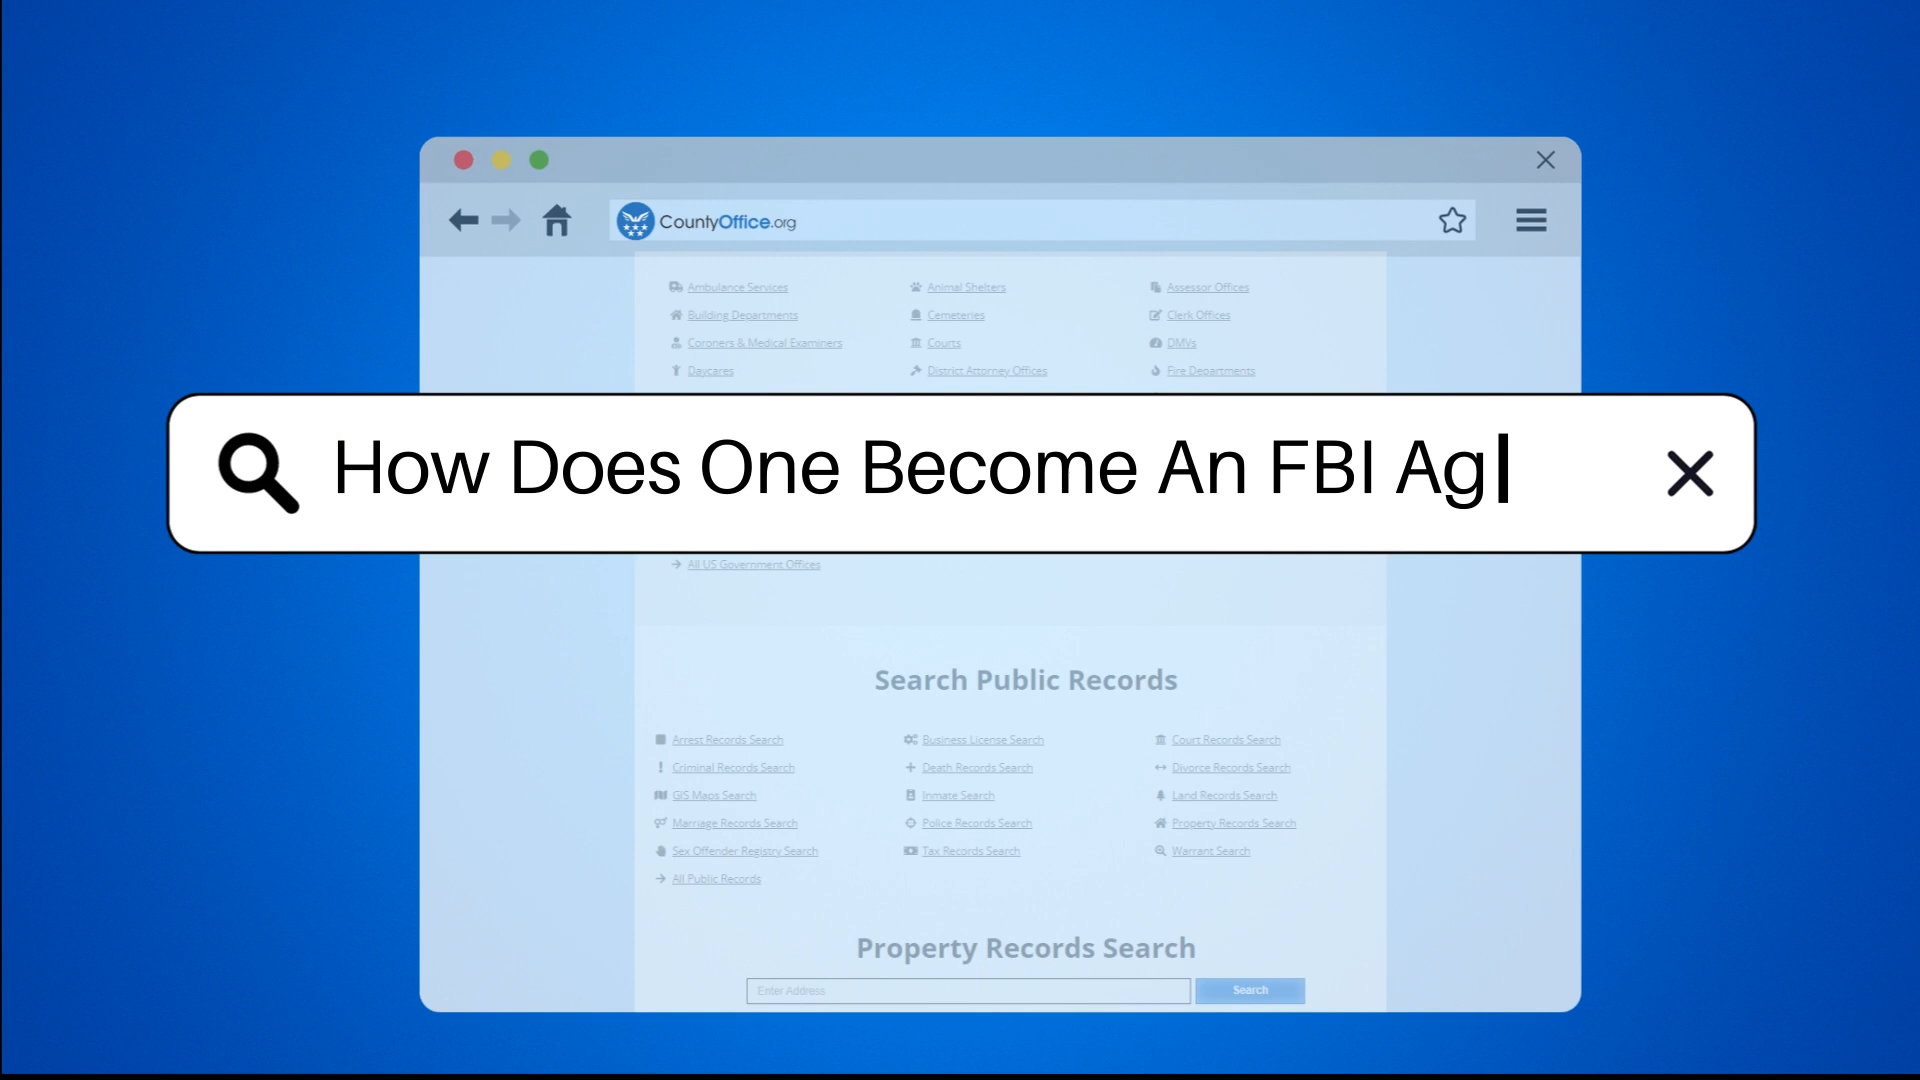 CountyOffice.org
Ambulance Services Animal Shelters Assessor Offices
Building Departments Cemeteries Clerk Offices
Coroners & Medical Examiners Courts DMVs
Daycares District Attorney Offices Fire Departments
How Does One Become An FBI Ag
All US Government Offices
Search Public Records
Arrest Records Search Business License Search Court Records Search
Criminal Records Search Death Records Search Divorce Records Search
GIS Maps Search Inmate Search Land Records Search
Marriage Records Search Police Records Search Property Records Search
Sex Offender Registry Search Tax Records Search Warrant Search
All Public Records
Property Records Search
Enter Address Search